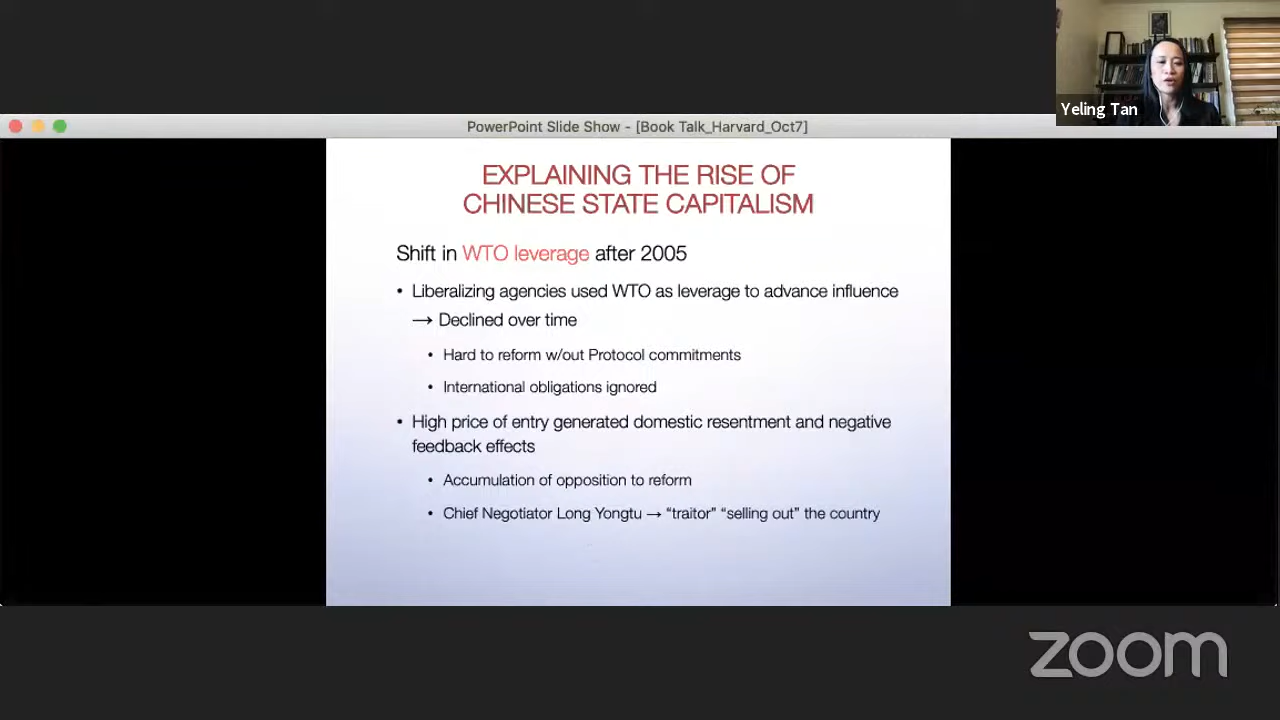 Yeling Tan
PowerPoint Slide Show - [Book Talk_Harvard_Oct7]
EXPLAINING THE RISE OF
CHINESE STATE CAPITALISM
Shift in WTO leverage after 2005
• Liberalizing agencies used WTO as leverage to advance influence
→ Declined over time
• Hard to reform w/out Protocol commitments
• International obligations ignored
• High price of entry generated domestic resentment and negative
feedback effects
• Accumulation of opposition to reform
• Chief Negotiator Long Yongtu → “traitor” “selling out” the country
zoom